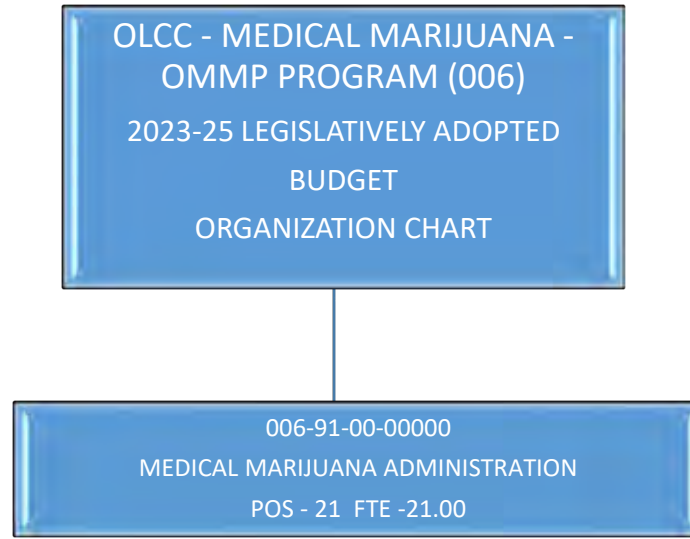 OLCC - MEDICAL MARIJUANA -
OMMP PROGRAM (006)
2023-25 LEGISLATIVELY ADOPTED
BUDGET
ORGANIZATION CHART
006-91-00-00000
MEDICAL MARIJUANA ADMINISTRATION
POS - 21 FTE -21.00